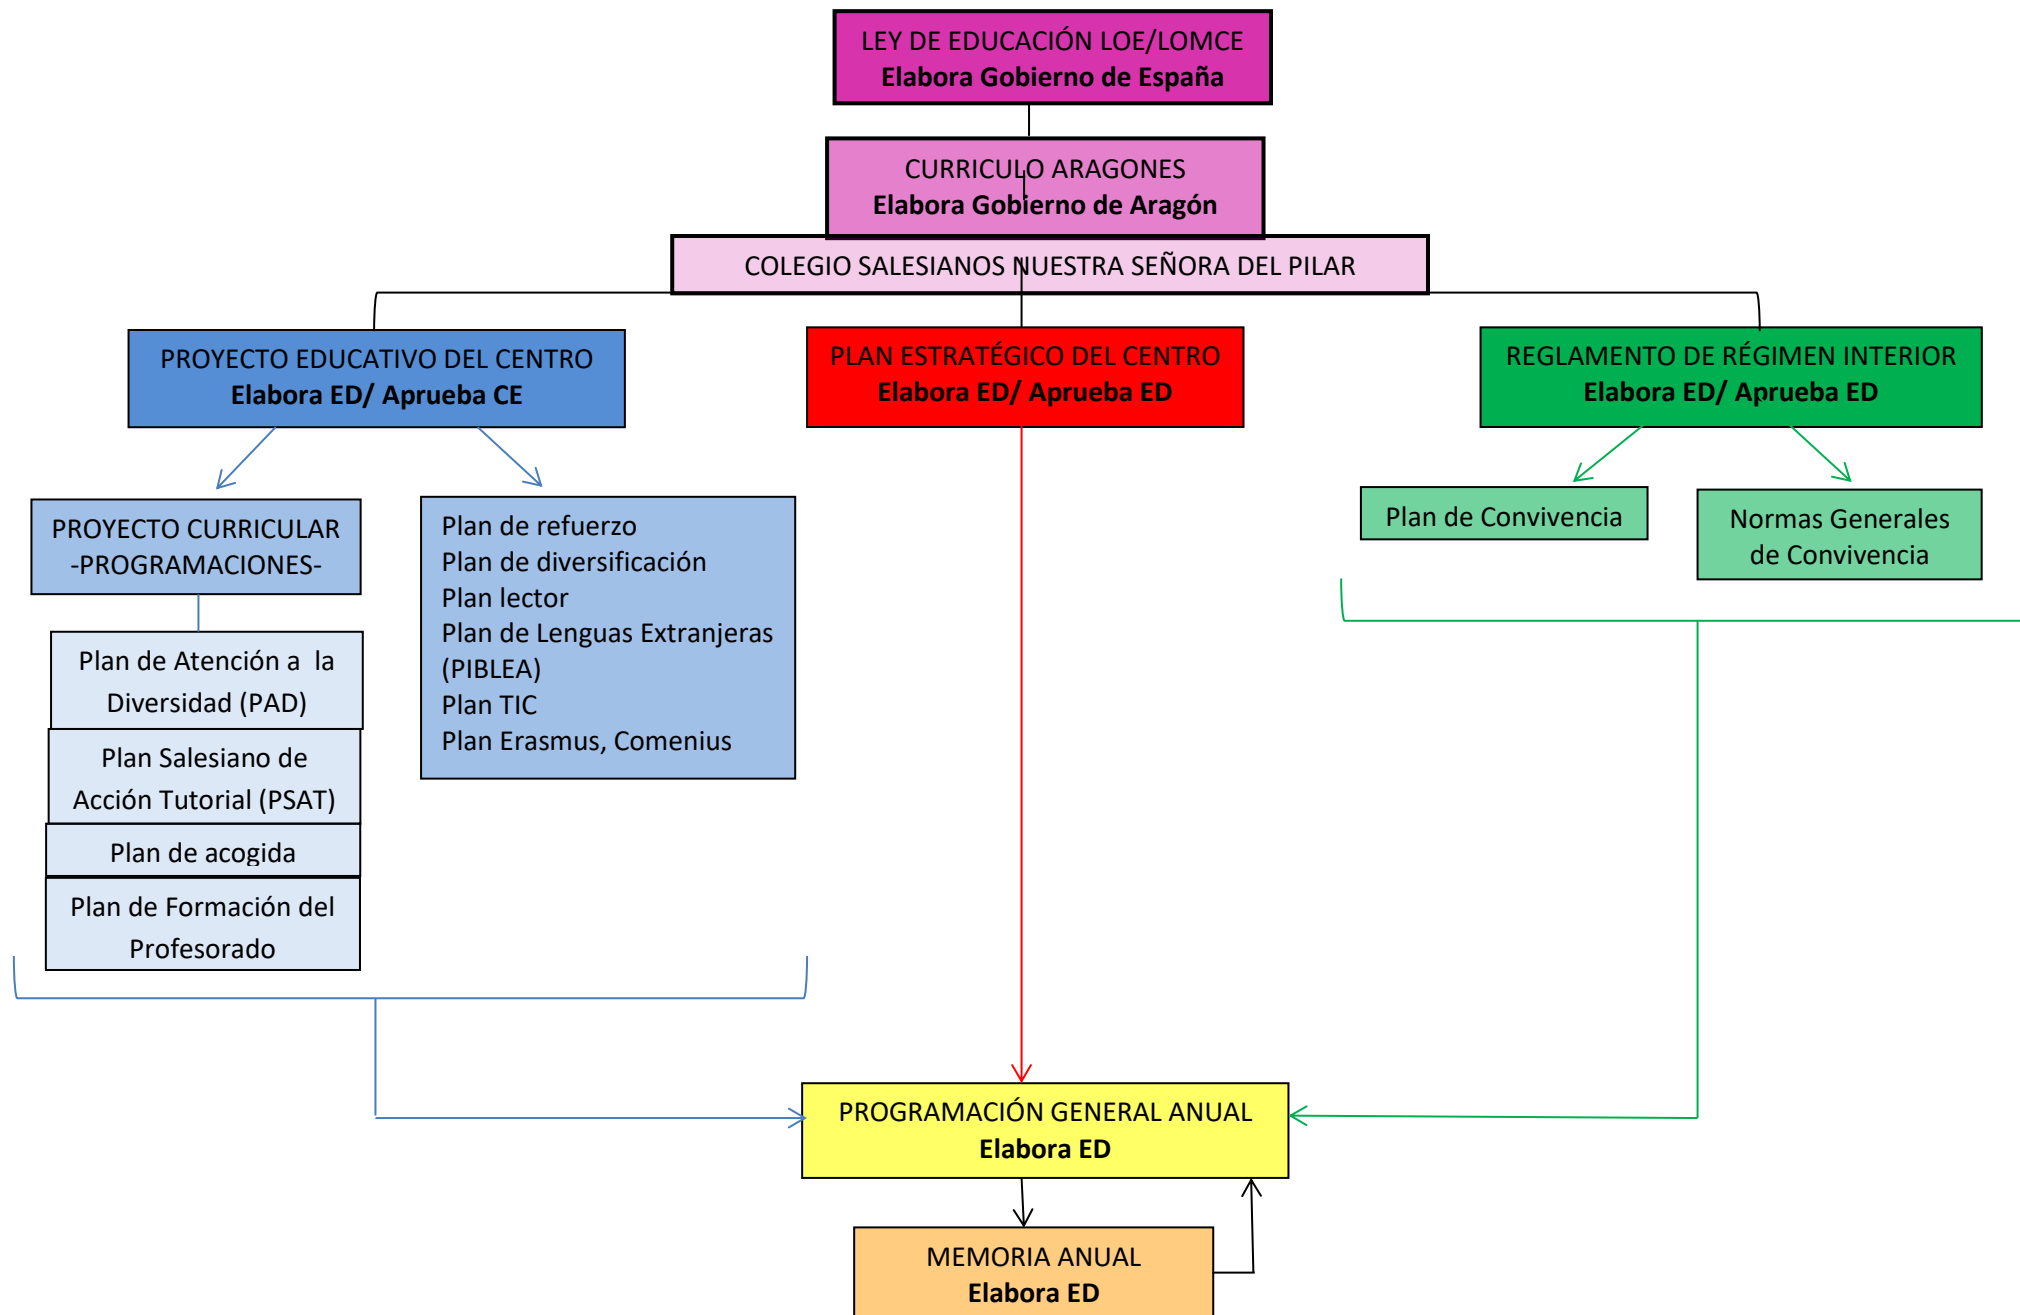 LEY DE EDUCACIÓN LOE/LOMCE
Elabora Gobierno de España
CURRICULO ARAGONES
Elabora Gobierno de Aragón
COLEGIO SALESIANOS NUESTRA SEÑORA DEL PILAR
PROYECTO EDUCATIVO DEL CENTRO
Elabora ED/ Aprueba CE
PLAN ESTRATÉGICO DEL CENTRO
Elabora ED/ Aprueba ED
REGLAMENTO DE RÉGIMEN INTERIOR
Elabora ED/ Aprueba ED
PROYECTO CURRICULAR
-PROGRAMACIONES-
Plan de Atención a  la
Diversidad (PAD)
Plan Salesiano de
Acción Tutorial (PSAT)
Plan de acogida
Plan de Formación del
Profesorado
Plan de refuerzo
Plan de diversificación
Plan lector
Plan de Lenguas Extranjeras
(PIBLEA)
Plan TIC
Plan Erasmus, Comenius
Plan de Convivencia
Normas Generales
de Convivencia
PROGRAMACIÓN GENERAL ANUAL
Elabora ED
MEMORIA ANUAL
Elabora ED